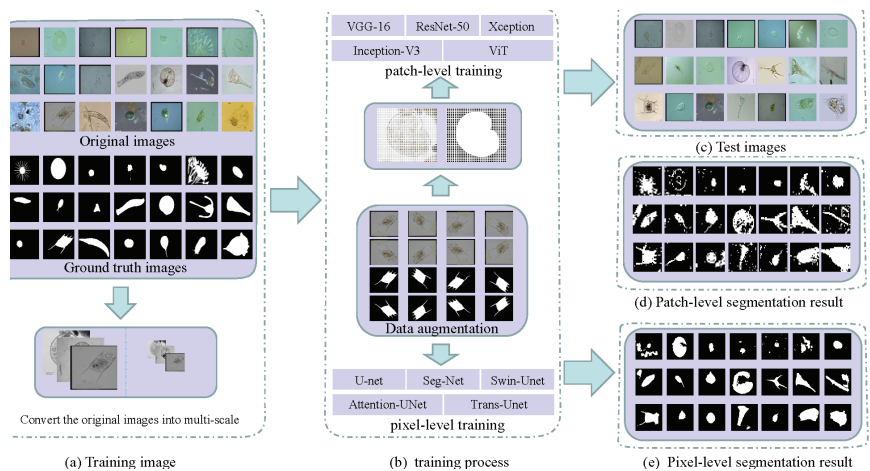 VGG-16
ResNet-50
Xception
Inception-V3
ViT
patch-level training
Original images
Ground truth images
Data augmentation
Convert the original images into multi-scale
U-net
Seg-Net
Swin-Unet
Attention-UNet
Trans-Unet
pixel-level training
(c) Test images
(d) Patch-level segmentation result
(a) Training image
(b) training process
(e) Pixel-level segmentation result